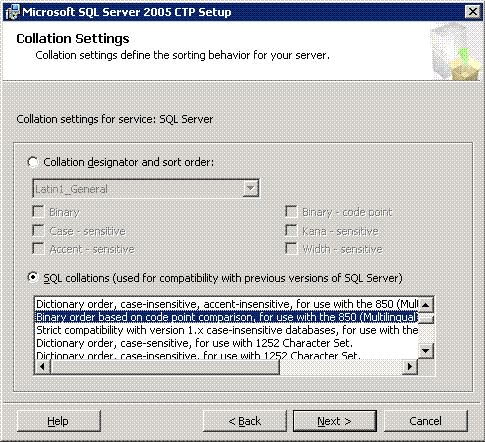 Microsoft SQL Server 2005 CTP Setup
Collation Settings
Collation settings define the sorting behavior for your server.
Collation settings for service: SQL Server
Collation designator and sort order:
Latin1_General
Binary
Binary - code point
Case - sensitive
Kana - sensitive
Accent - sensitive
Width - sensitive
SQL collations (used for compatibility with previous versions of SQL Server)
Dictionary order, case-insensitive, accent-insensitive, for use with the 850 (Mul
Binary order based on code point comparison, for use with the 850 (Multilingual)
Strict compatibility with version 1.x case-insensitive databases, for use with the
Dictionary order, case-sensitive, for use with 1252 Character Set.
Dictionary order, case-insensitive, for use with 1252 Character Set.
Help
< Back
Next >
Cancel